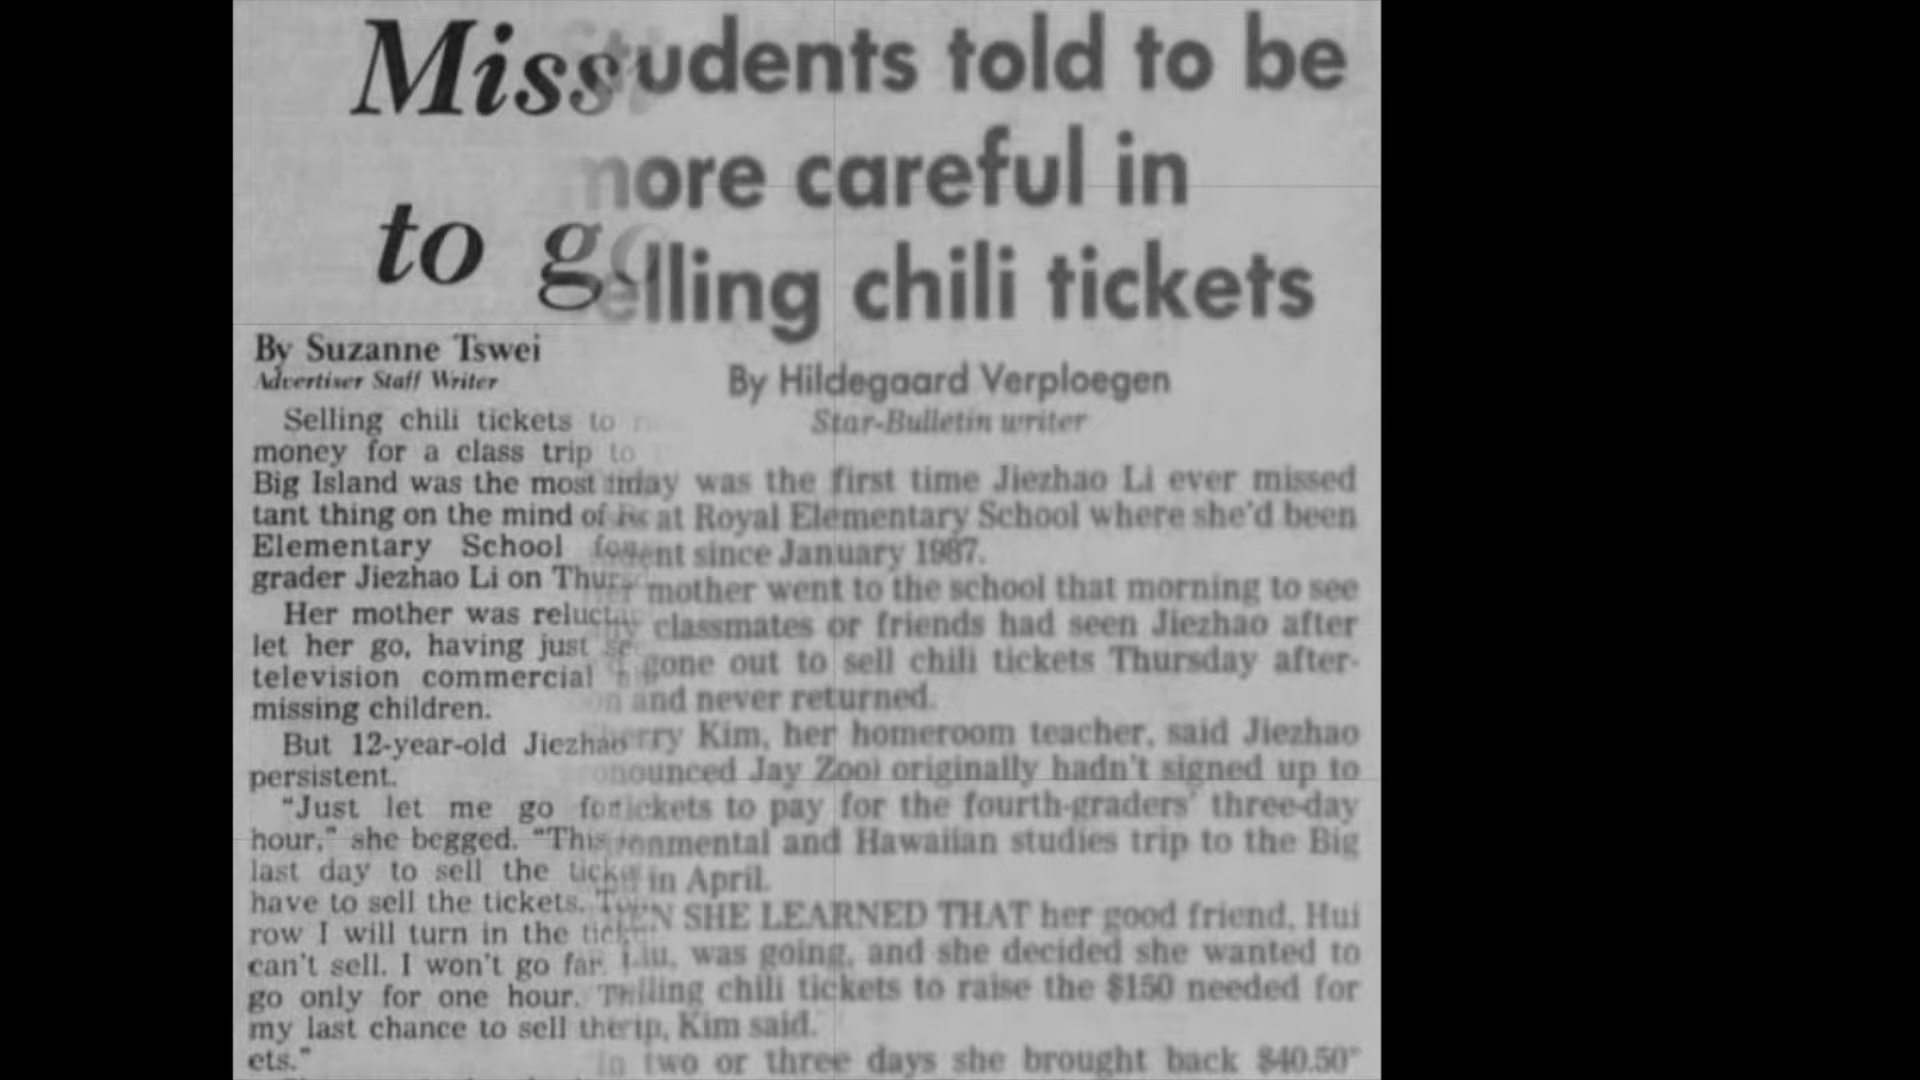 Miss
to go
By Suzanne Tswei
Advertiser Staff Writer
Selling chili tickets to
money for a class trip to
Big Island was the most
tant thing on the mind of
Elementary School
grader Jiezhao Li on Thurs
Her mother was reluc
let her go, having just
television commercial
missing children.
But 12-year-old Jiezhao
persistent.
"Just let me go for
hour," she begged. "This
last day to sell the tick
have to sell the tickets. To
row I will turn in the tick
can't sell. I won't go far.
go only for one hour.
my last chance to sell the
ets."
udents told to be
more careful in
elling chili tickets
By Hildegaard Verploegen
Star-Bulletin writer
day was the first time Jiezhao Li ever missed
at Royal Elementary School where she'd been
ent since January 1987.
mother went to the school that morning to see
classmates or friends had seen Jiezhao after
gone out to sell chili tickets Thursday after-
and never returned.
erry Kim, her homeroom teacher, said Jiezhao
onounced Jay Zoo) originally hadn't signed up to
tickets to pay for the fourth-graders' three-day
ronmental and Hawaiian studies trip to the Big
in April.
EN SHE LEARNED THAT her good friend, Hui
Liu, was going, and she decided she wanted to
lling chili tickets to raise the $150 needed for
trip, Kim said.
In two or three days she brought back $40.50"